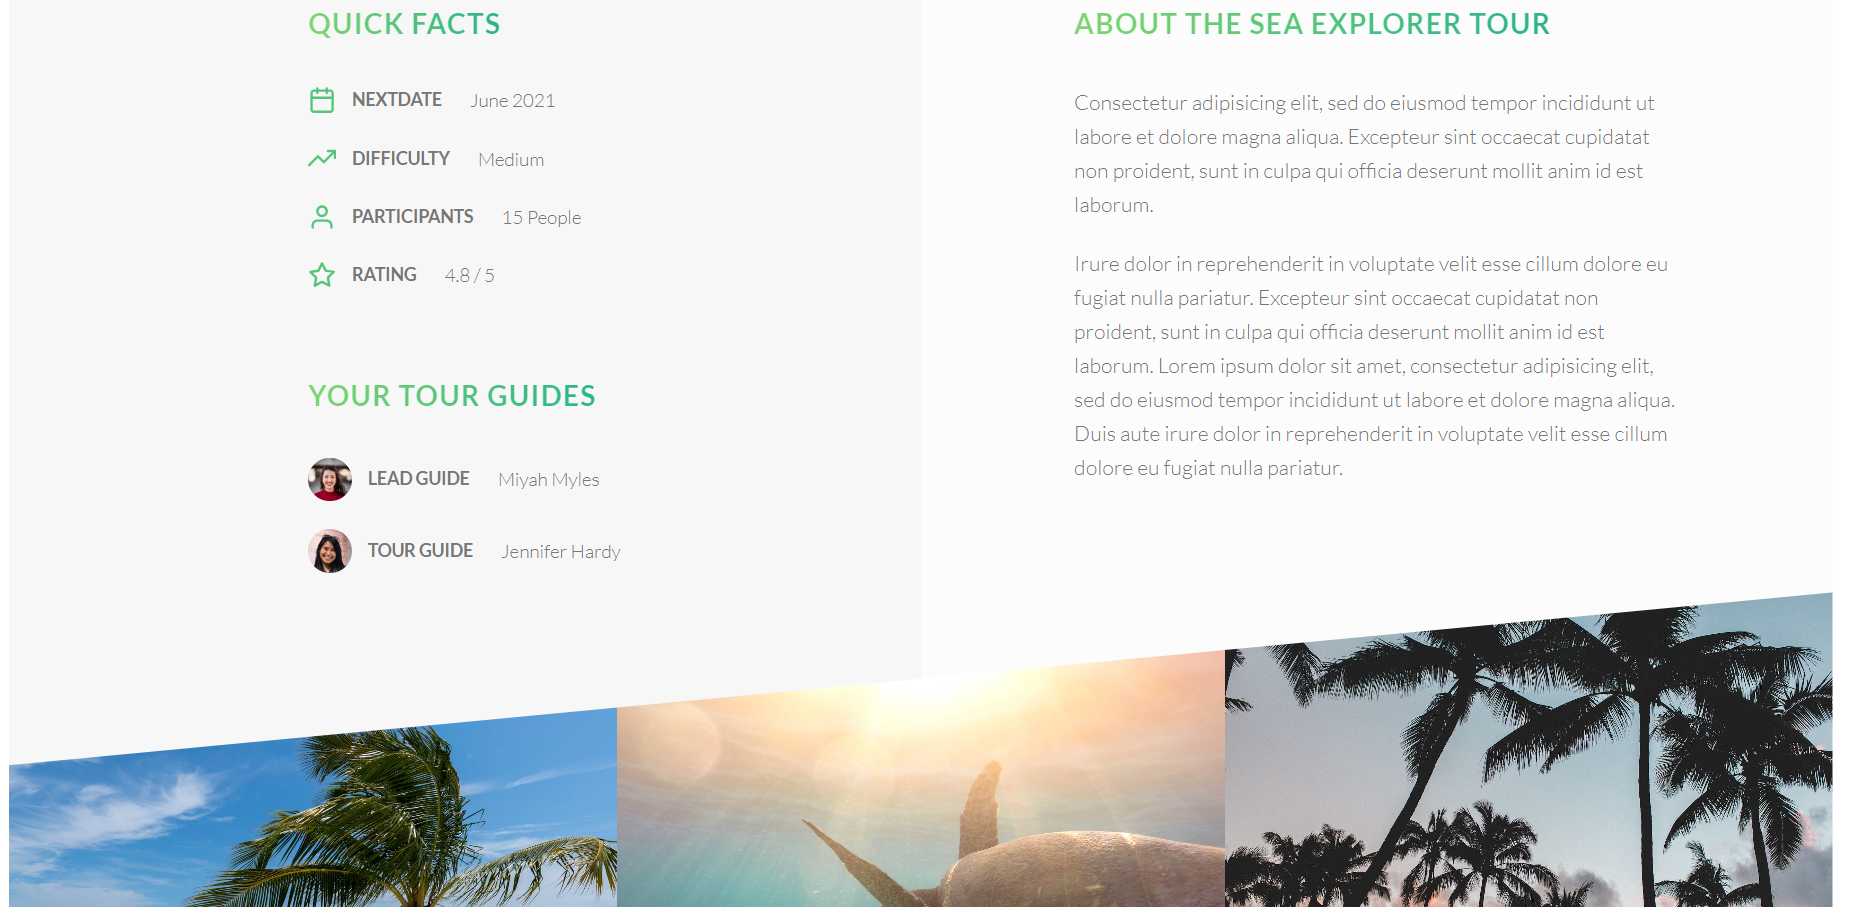 QUICK FACTS
NEXTDATE June 2021
DIFFICULTY Medium
PARTICIPANTS 15 People
RATING 4.8 / 5
YOUR TOUR GUIDES
LEAD GUIDE Miyah Myles
TOUR GUIDE Jennifer Hardy
ABOUT THE SEA EXPLORER TOUR
Consectetur adipisicing elit, sed do eiusmod tempor incididunt ut
labore et dolore magna aliqua. Excepteur sint occaecat cupidatat
non proident, sunt in culpa qui officia deserunt mollit anim id est
laborum.
Irure dolor in reprehenderit in voluptate velit esse cillum dolore eu
fugiat nulla pariatur. Excepteur sint occaecat cupidatat non
proident, sunt in culpa qui officia deserunt mollit anim id est
laborum. Lorem ipsum dolor sit amet, consectetur adipisicing elit,
sed do eiusmod tempor incididunt ut labore et dolore magna aliqua.
Duis aute irure dolor in reprehenderit in voluptate velit esse cillum
dolore eu fugiat nulla pariatur.